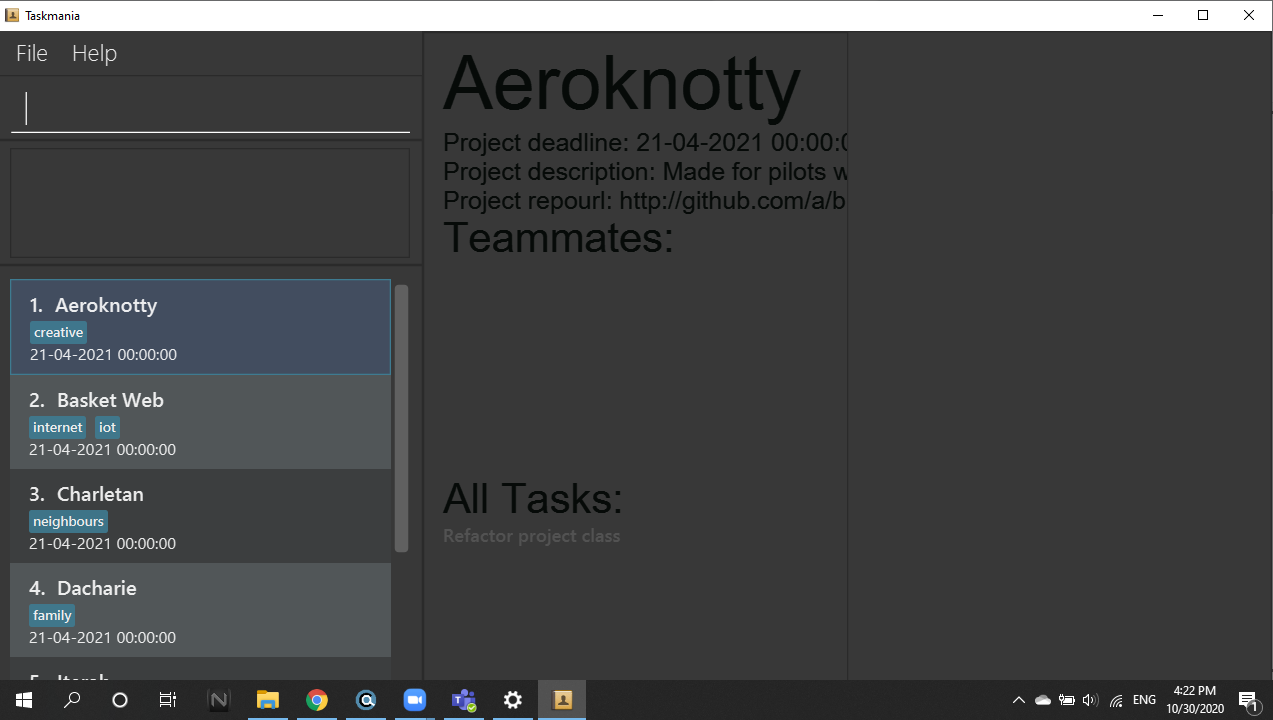 Taskmania
File Help
Aeroknotty
Project deadline: 21-04-2021 00:00:0
Project description: Made for pilots w
Project repourl: http://github.com/a/b
Teammates:
All Tasks:
Refactor project class
1. Aeroknotty
creative
21-04-2021 00:00:00
2. Basket Web
internet iot
21-04-2021 00:00:00
3. Charletan
neighbours
21-04-2021 00:00:00
4. Dacharie
family
21-04-2021 00:00:00
ENG
4:22 PM
10/30/2020
1